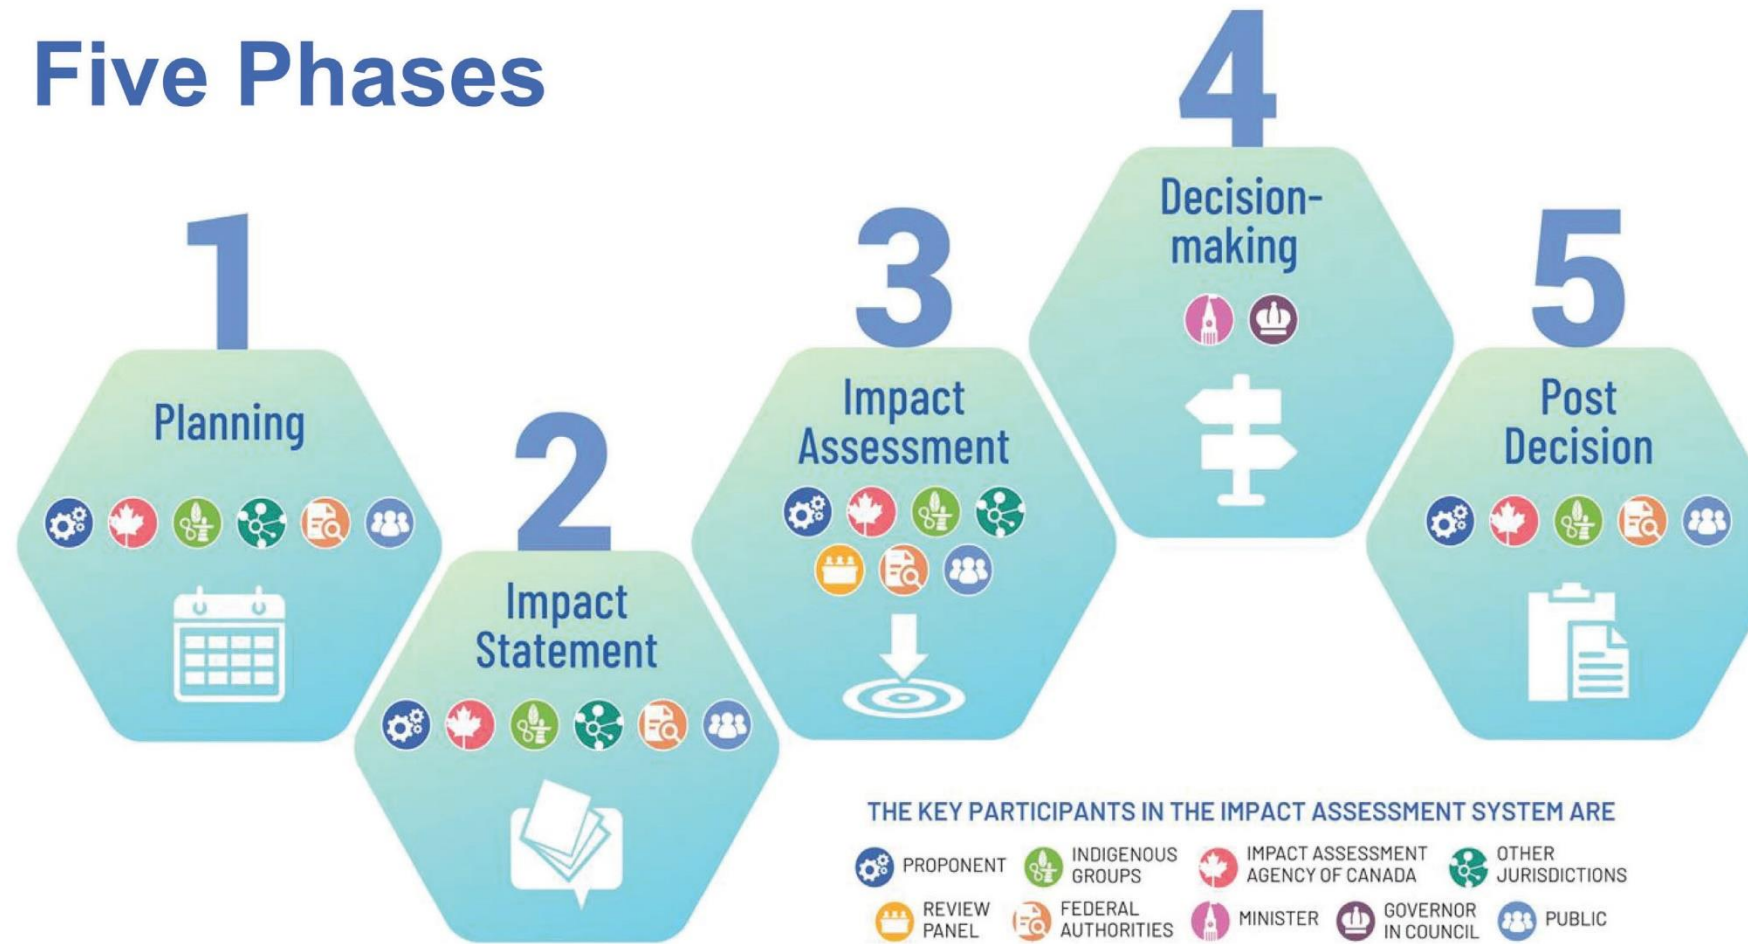 Five Phases
1
Planning
2
Impact
Statement
3
Impact
Assessment
4
Decision-
making
5
Post
Decision
THE KEY PARTICIPANTS IN THE IMPACT ASSESSMENT SYSTEM ARE
PROPONENT
INDIGENOUS
GROUPS
IMPACT ASSESSMENT
AGENCY OF CANADA
OTHER
JURISDICTIONS
REVIEW
PANEL
FEDERAL
AUTHORITIES
MINISTER
GOVERNOR
IN COUNCIL
PUBLIC